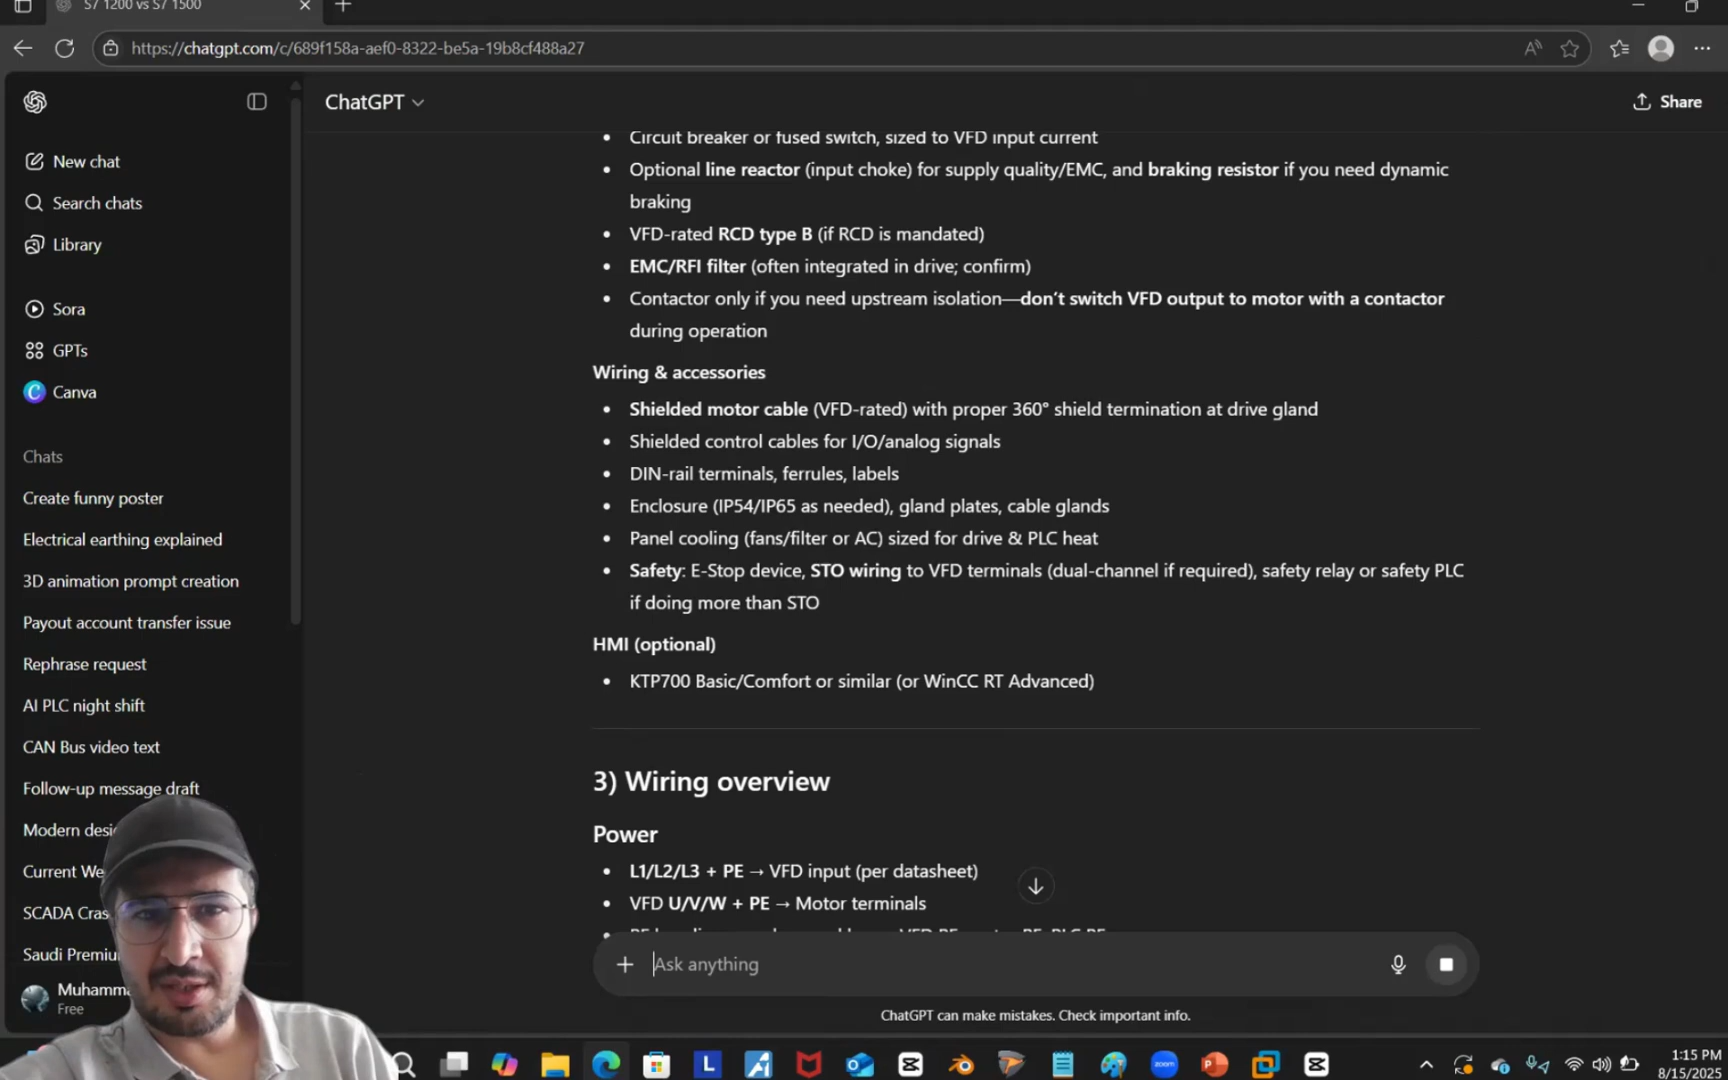 S7 1200 vs S7 1500
https://chatgpt.com/c/689f158a-aef0-8322-be5a-19b8cf488a27
ChatGPT
Share
New chat
Search chats
Library
Sora
GPTs
Canva
Chats
Create funny poster
Electrical earthing explained
3D animation prompt creation
Payout account transfer issue
Rephrase request
AI PLC night shift
CAN Bus video text
Follow-up message draft
Modern desi
Current We
SCADA Cras
Saudi Premiu
Muhamma
Free
• Circuit breaker or fused switch, sized to VFD input current
• Optional line reactor (input choke) for supply quality/EMC, and braking resistor if you need dynamic
braking
• VFD-rated RCD type B (if RCD is mandated)
• EMC/RFI filter (often integrated in drive; confirm)
• Contactor only if you need upstream isolation—don’t switch VFD output to motor with a contactor
during operation
Wiring & accessories
• Shielded motor cable (VFD-rated) with proper 360° shield termination at drive gland
• Shielded control cables for I/O/analog signals
• DIN-rail terminals, ferrules, labels
• Enclosure (IP54/IP65 as needed), gland plates, cable glands
• Panel cooling (fans/filter or AC) sized for drive & PLC heat
• Safety: E-Stop device, STO wiring to VFD terminals (dual-channel if required), safety relay or safety PLC
if doing more than STO
HMI (optional)
• KTP700 Basic/Comfort or similar (or WinCC RT Advanced)
3) Wiring overview
Power
• L1/L2/L3 + PE → VFD input (per datasheet)
• VFD U/V/W + PE → Motor terminals
Ask anything
ChatGPT can make mistakes. Check important info.
zoom
1:15 PM
8/15/2025